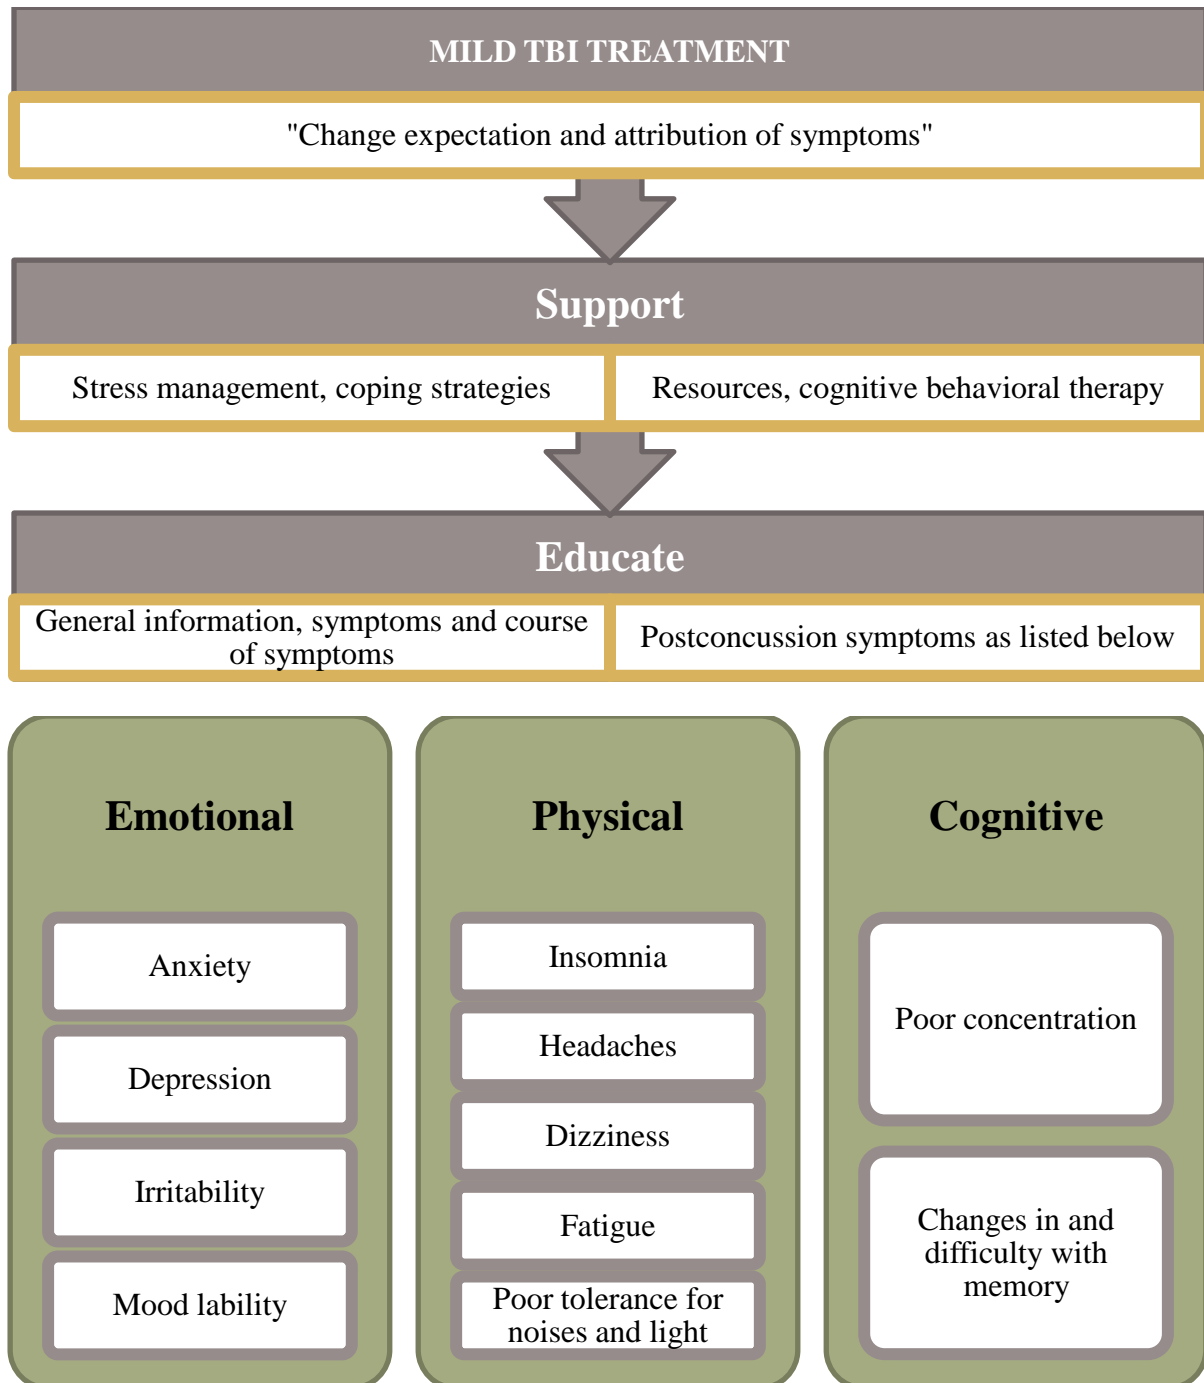 MILD TBI TREATMENT
"Change expectation and attribution of symptoms"
Support
Stress management, coping strategies
Resources, cognitive behavioral therapy
Educate
General information, symptoms and course
of symptoms
Postconcussion symptoms as listed below
Emotional
Anxiety
Depression
Irritability
Mood lability
Physical
Insomnia
Headaches
Dizziness
Fatigue
Poor tolerance for
noises and light
Cognitive
Poor concentration
Changes in and
difficulty with
memory